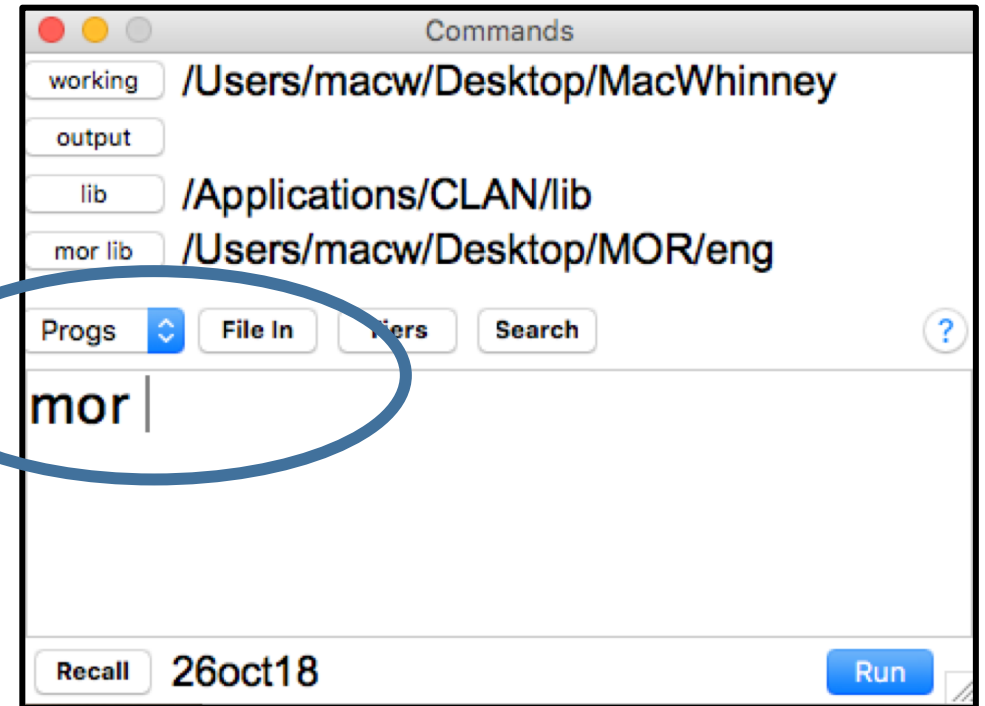 Commands
working /Users/macw/Desktop/MacWhinney
output
lib /Applications/CLAN/lib
mor lib /Users/macw/Desktop/MOR/eng
Progs File In Tiers Search ?
mor
Recall 26oct18 Run